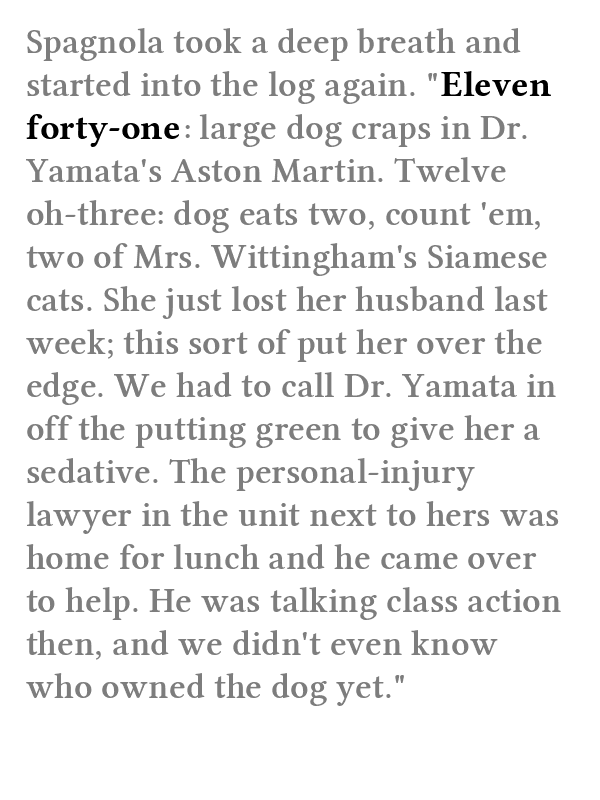 Spagnola took a deep breath and
started into the log again. "Eleven
forty-one: large dog craps in Dr.
Yamata's Aston Martin. Twelve
oh-three: dog eats two, count 'em,
two of Mrs. Wittingham's Siamese
cats. She just lost her husband last
week; this sort of put her over the
edge. We had to call Dr. Yamata in
off the putting green to give her a
sedative. The personal-injury
lawyer in the unit next to hers was
home for lunch and he came over
to help. He was talking class action
then, and we didn't even know
who owned the dog yet."